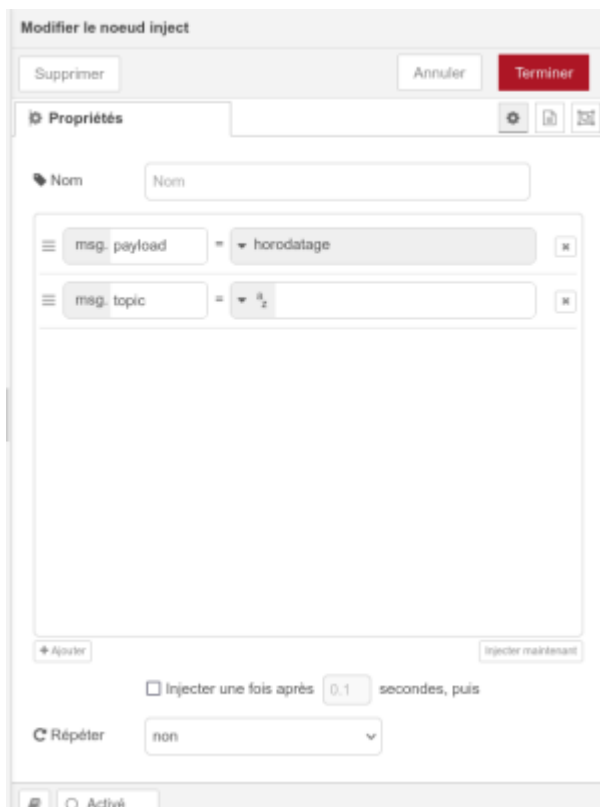 Modifier le noeud inject
Supprimer Annuler Terminer
Propriétés
Nom Nom
msg. payload = horodatage
msg. topic = a z
Ajouter Injecter maintenant
Injecter une fois après 0.1 secondes, puis
Répéter non
Activé